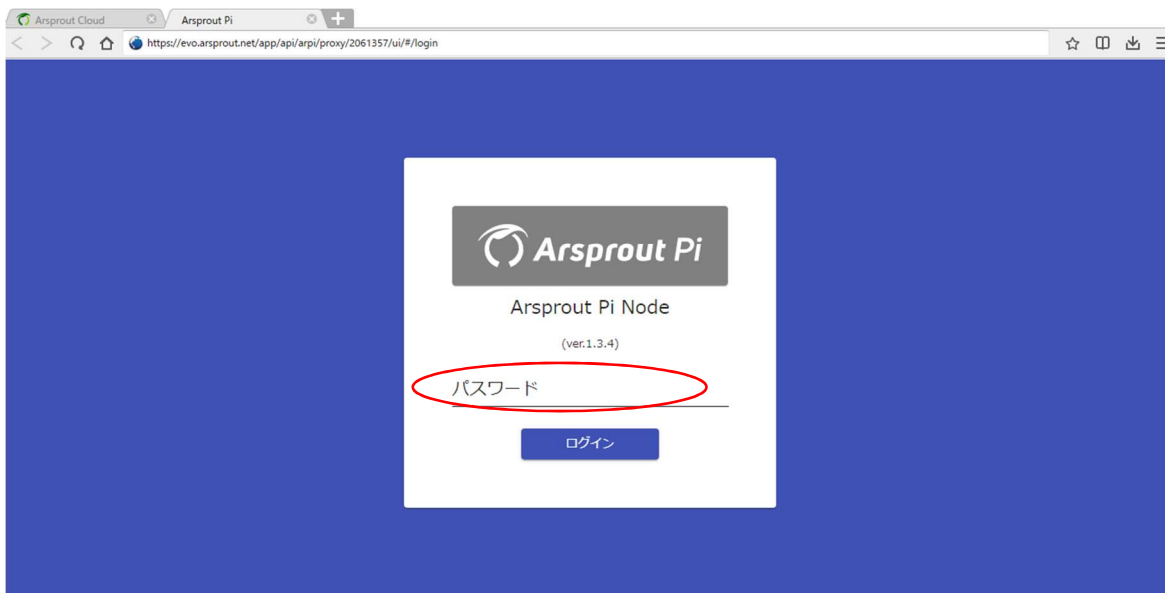 Arsprout Cloud
Arsprout Pi
https://evo.arsprout.net/app/api/arpi/proxy/2061357/ui/#/login
Arsprout Pi
Arsprout Pi Node
(ver.1.3.4)
パスワード
ログイン